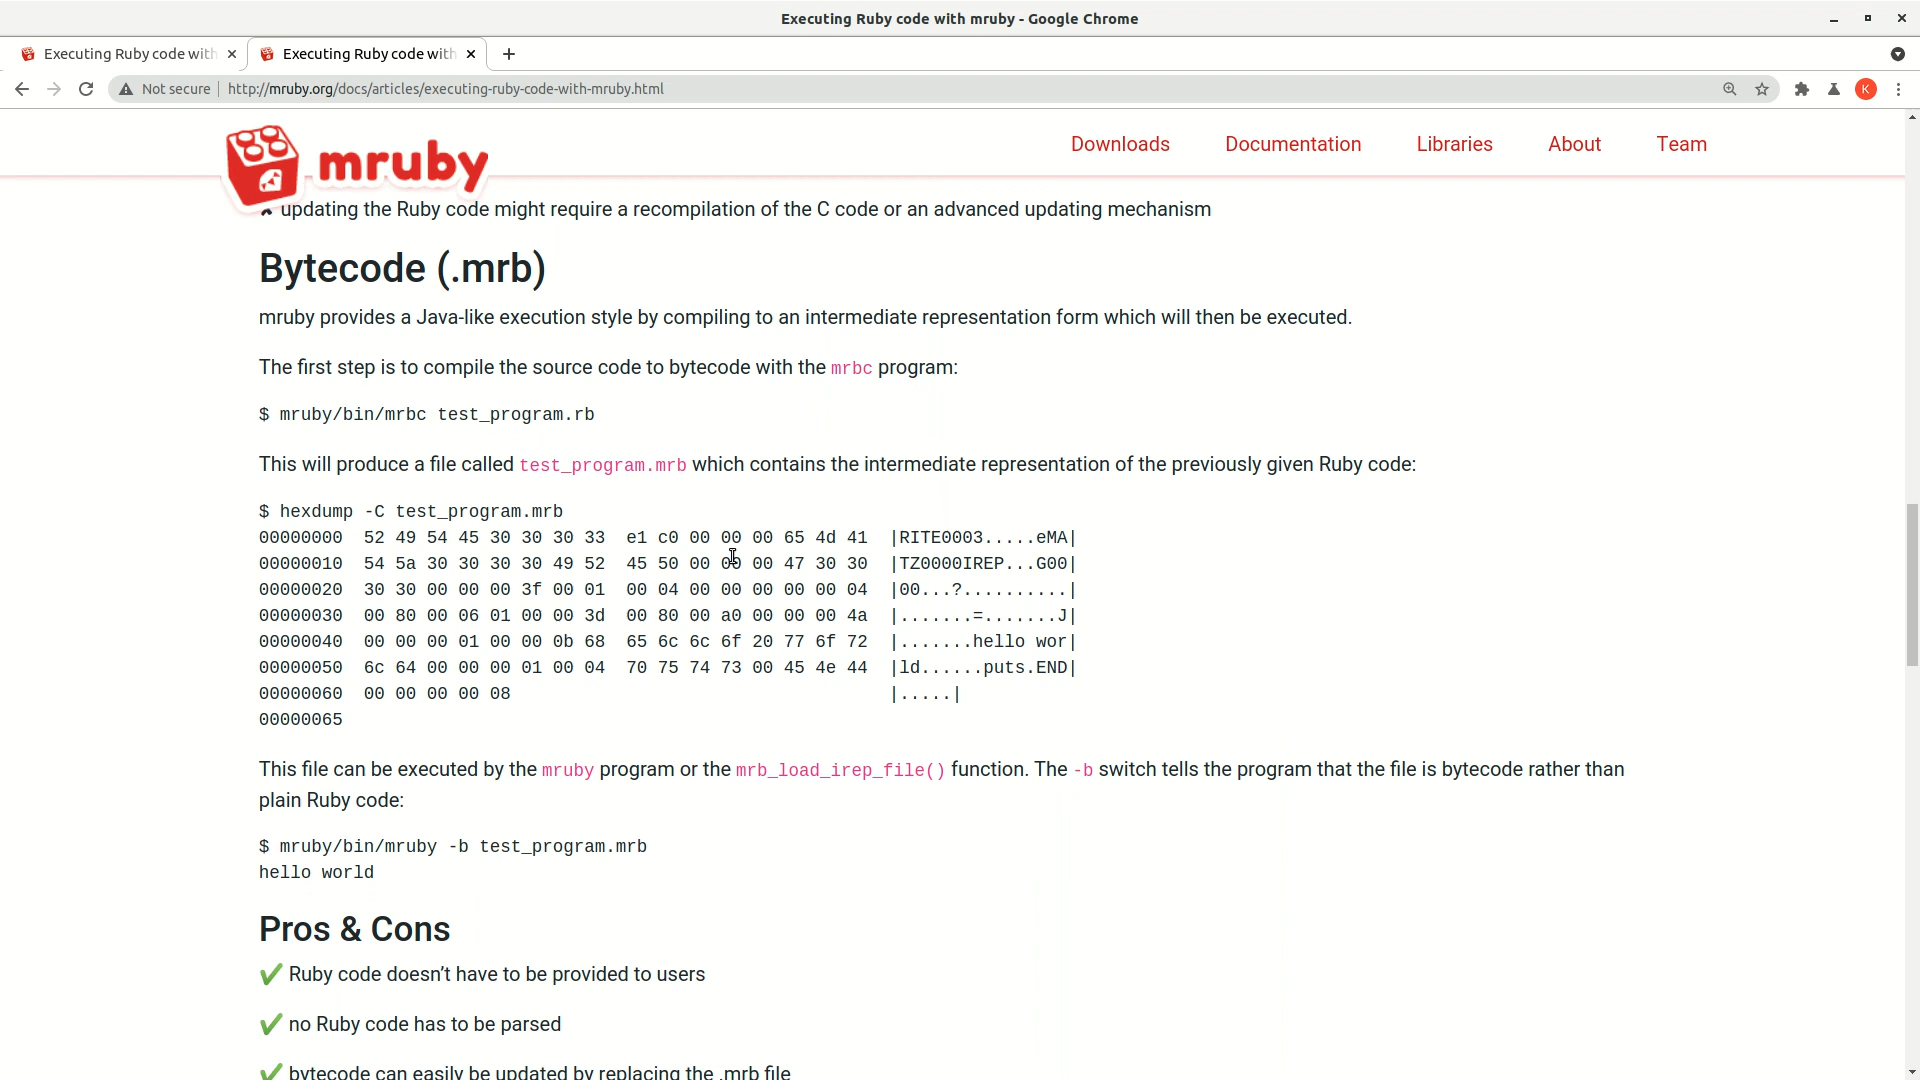 Executing Ruby code with mruby - Google Chrome
Executing Ruby code with
Executing Ruby code with
Not secure
http://mruby.org/docs/articles/executing-ruby-code-with-mruby.html
K
mruby
Downloads
Documentation
Libraries
About
Team
✘ updating the Ruby code might require a recompilation of the C code or an advanced updating mechanism
Bytecode (.mrb)
mruby provides a Java-like execution style by compiling to an intermediate representation form which will then be executed.
The first step is to compile the source code to bytecode with the mrbc program:
$ mruby/bin/mrbc test_program.rb
This will produce a file called test_program.mrb which contains the intermediate representation of the previously given Ruby code:
$ hexdump -C test_program.mrb
00000000  52 49 54 45 30 30 30 33  e1 c0 00 00 00 65 4d 41  |RITE0003.....eMA|
00000010  54 5a 30 30 30 30 49 52  45 50 00 00 00 47 30 30  |TZ0000IREP...G00|
00000020  30 30 00 00 00 3f 00 01  00 04 00 00 00 00 00 04  |00...?..........|
00000030  00 80 00 06 01 00 00 3d  00 80 00 a0 00 00 00 4a  |.......=.......J|
00000040  00 00 00 01 00 00 0b 68  65 6c 6c 6f 20 77 6f 72  |.......hello wor|
00000050  6c 64 00 00 00 01 00 04  70 75 74 73 00 45 4e 44  |ld......puts.END|
00000060  00 00 00 00 08                                    |.....|
00000065
This file can be executed by the mruby program or the mrb_load_irep_file() function. The -b switch tells the program that the file is bytecode rather than
plain Ruby code:
$ mruby/bin/mruby -b test_program.mrb
hello world
Pros & Cons
✔ Ruby code doesn’t have to be provided to users
✔ no Ruby code has to be parsed
✔ bytecode can easily be updated by replacing the .mrb file